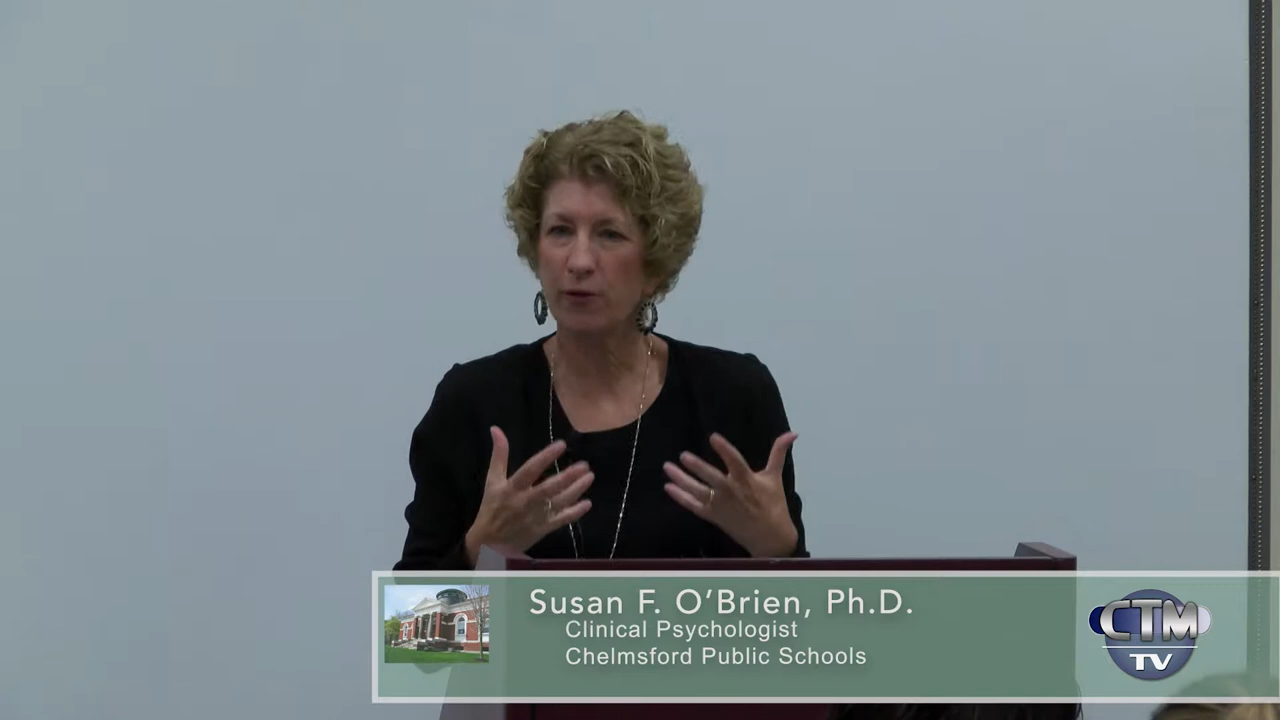 Susan F. O’Brien, Ph.D.
Clinical Psychologist
Chelmsford Public Schools
CTM
TV